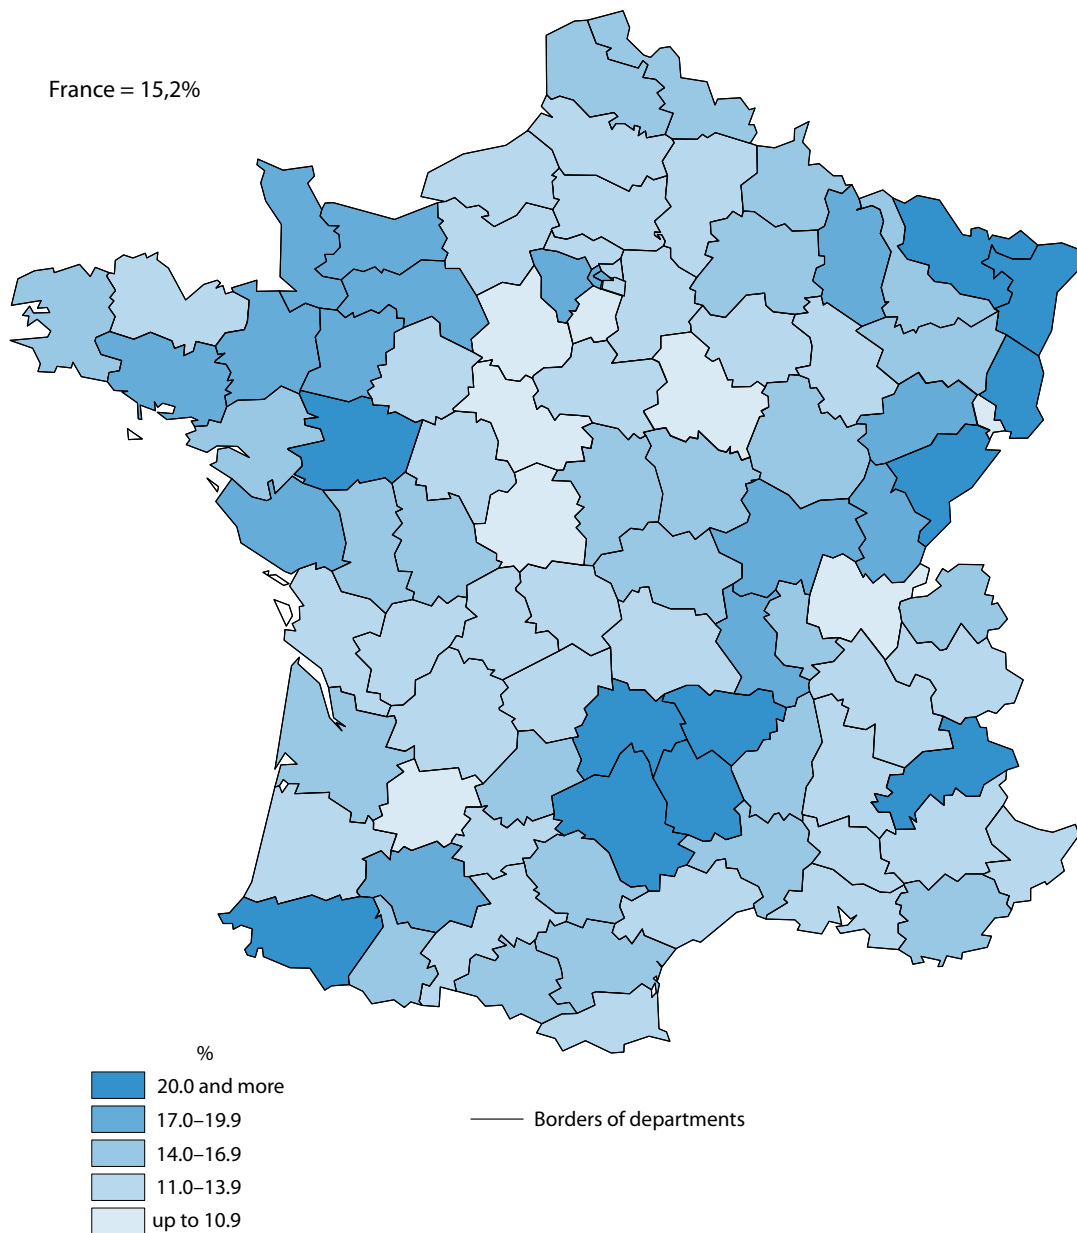 France = 15,2%
%
20.0 and more
17.0–19.9
Borders of departments
14.0–16.9
11.0–13.9
up to 10.9